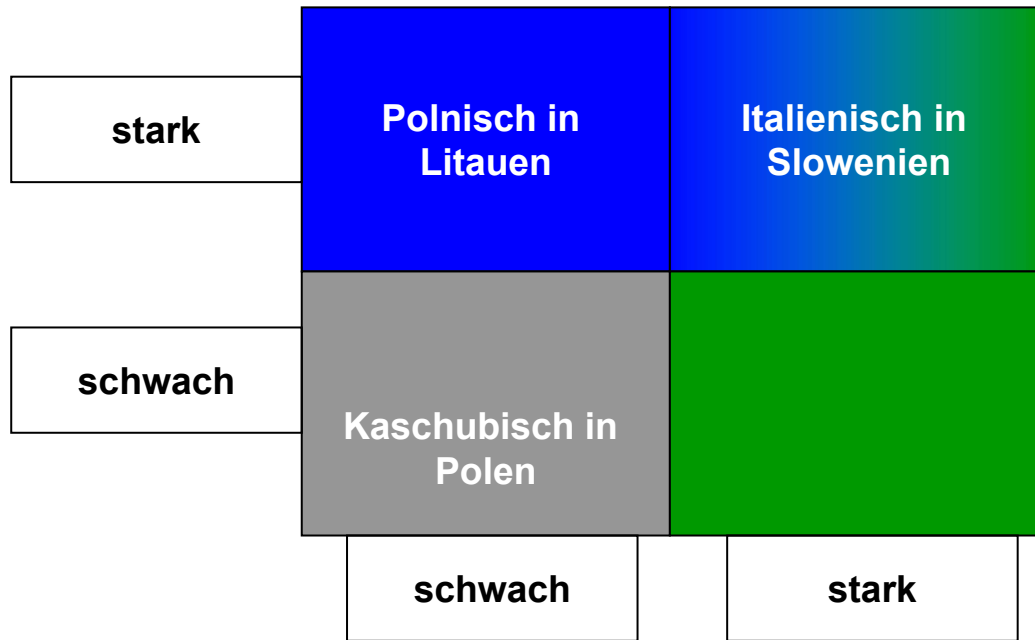 stark
Polnisch in
Litauen
Italienisch in
Slowenien
schwach
Kaschubisch in
Polen
schwach
stark